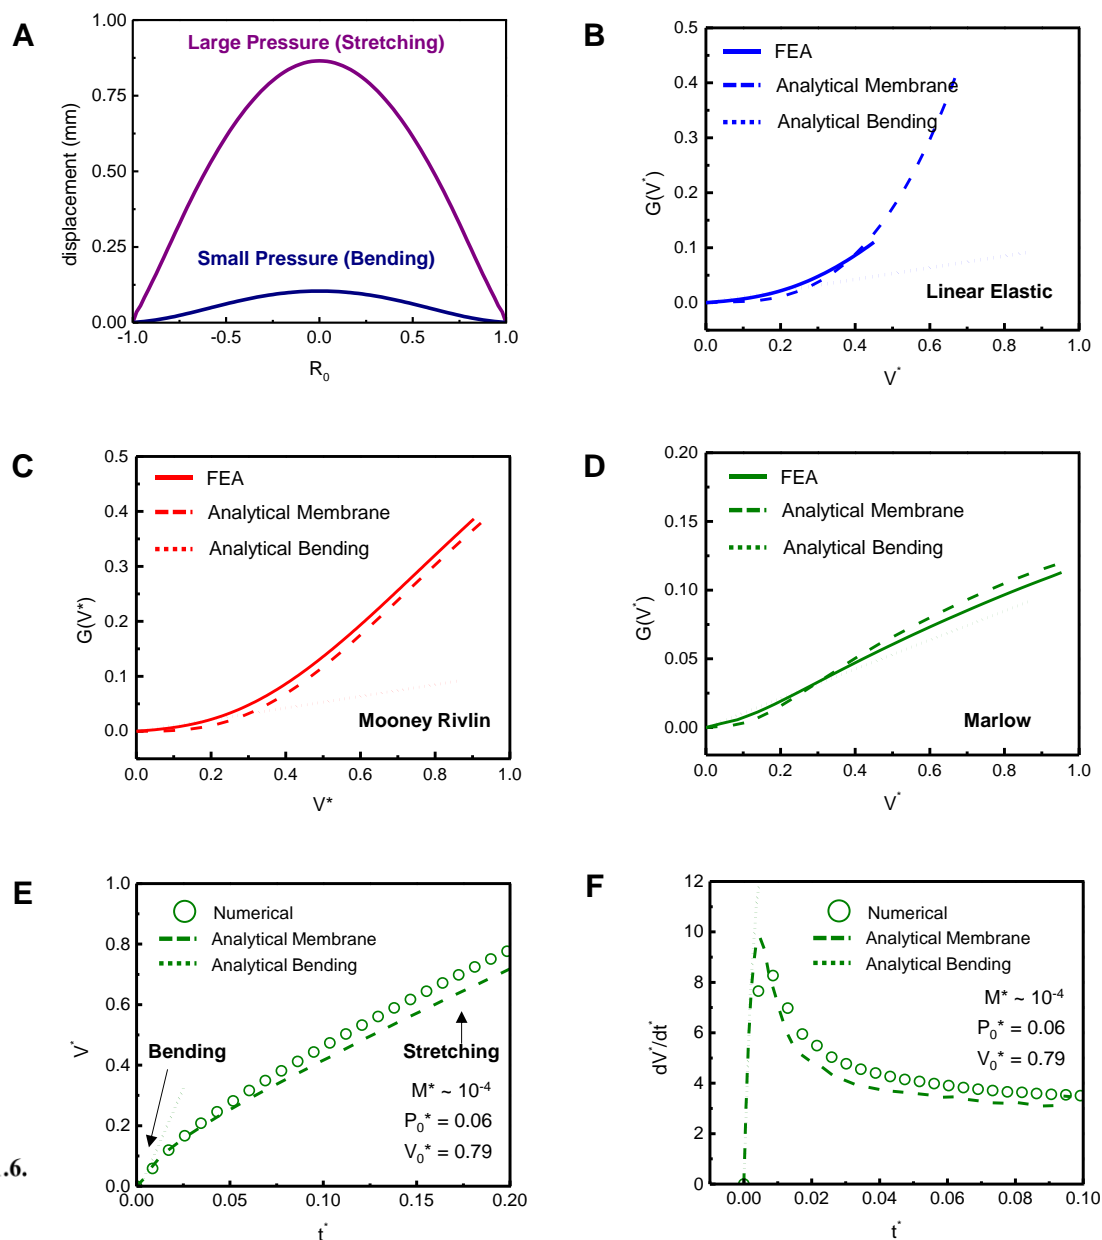 A
1.00
0.75
0.50
0.25
0.00
displacement (mm)
Large Pressure (Stretching)
Small Pressure (Bending)
-1.0
-0.5
0.0
0.5
1.0
R0
B
0.5
0.4
0.3
0.2
0.1
0.0
G(V*)
FEA
Analytical Membrane
Analytical Bending
Linear Elastic
0.0
0.2
0.4
0.6
0.8
1.0
V*
C
0.5
0.4
0.3
0.2
0.1
0.0
G(V*)
FEA
Analytical Membrane
Analytical Bending
Mooney Rivlin
0.0
0.2
0.4
0.6
0.8
1.0
V*
D
0.20
0.15
0.10
0.05
0.00
G(V*)
FEA
Analytical Membrane
Analytical Bending
Marlow
0.0
0.2
0.4
0.6
0.8
1.0
V*
E
1.0
0.8
0.6
0.4
0.2
0.0
V*
Numerical
Analytical Membrane
Analytical Bending
Bending
Stretching
M* ~ 10-4
P0* = 0.06
V0* = 0.79
0.00
0.05
0.10
0.15
0.20
t*
.6.
F
12
10
8
6
4
2
0
dV*/dt*
Numerical
Analytical Membrane
Analytical Bending
M* ~ 10-4
P0* = 0.06
V0* = 0.79
0.00
0.02
0.04
0.06
0.08
0.10
t*